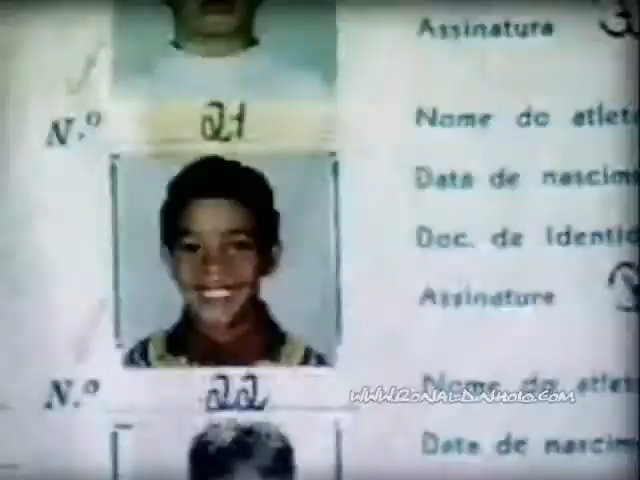 Assinatura
N.º 21
Nome do atlet
Data de nascim
Doc. de Identid
Assinatura
N.º 22
www.RONALDINHO10.com
Nome do atlet
Data de nascim